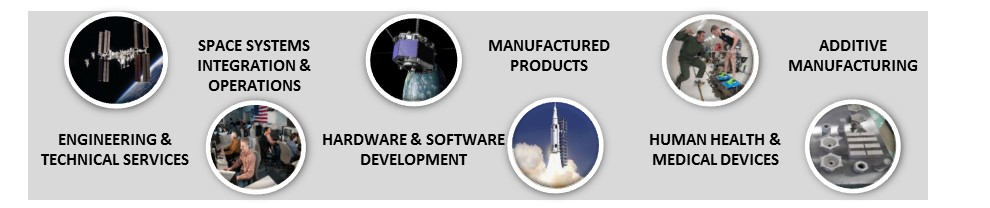 SPACE SYSTEMS
INTEGRATION &
OPERATIONS
MANUFACTURED
PRODUCTS
ADDITIVE
MANUFACTURING
ENGINEERING &
TECHNICAL SERVICES
HARDWARE & SOFTWARE
DEVELOPMENT
HUMAN HEALTH &
MEDICAL DEVICES